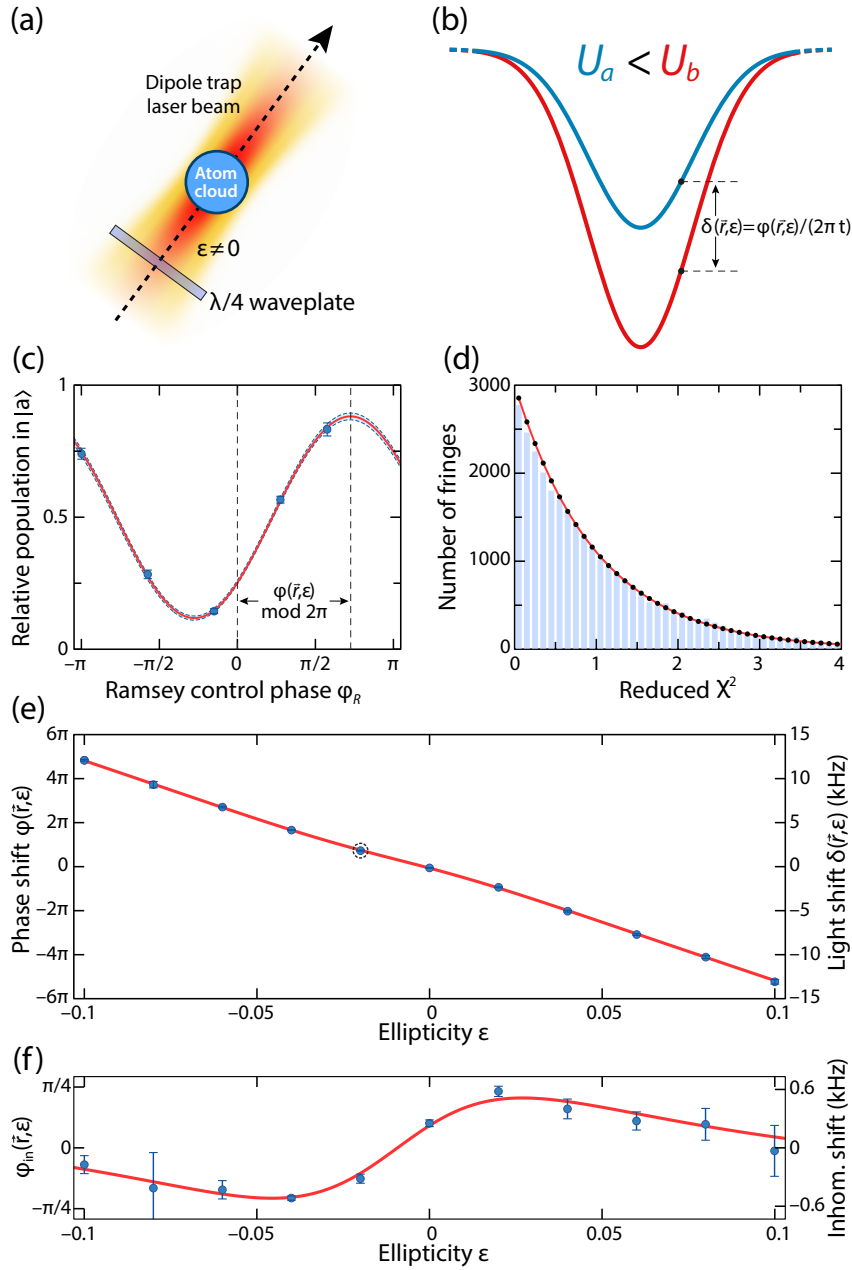 (a)
Dipole trap
laser beam
Atom
cloud
ε≠0
λ/4 waveplate
(b)
U_a < U_b
δ(r⃗,ε)=φ(r⃗,ε)/(2π t)
(c)
Relative population in |a⟩
1
0.5
0
φ(r⃗,ε)
mod 2π
−π
−π/2
0
π/2
π
Ramsey control phase φ_R
(d)
Number of fringes
3000
2000
1000
0
0
1
2
3
4
Reduced χ²
(e)
Phase shift φ(r⃗,ε)
6π
4π
2π
0
−2π
−4π
−6π
15
10
5
0
−5
−10
−15
Light shift δ(r⃗,ε) (kHz)
−0.1
−0.05
0
0.05
0.1
Ellipticity ε
(f)
φ_in(r⃗,ε)
π/4
0
−π/4
0.6
0
−0.6
Inhom. shift (kHz)
−0.1
−0.05
0
0.05
0.1
Ellipticity ε